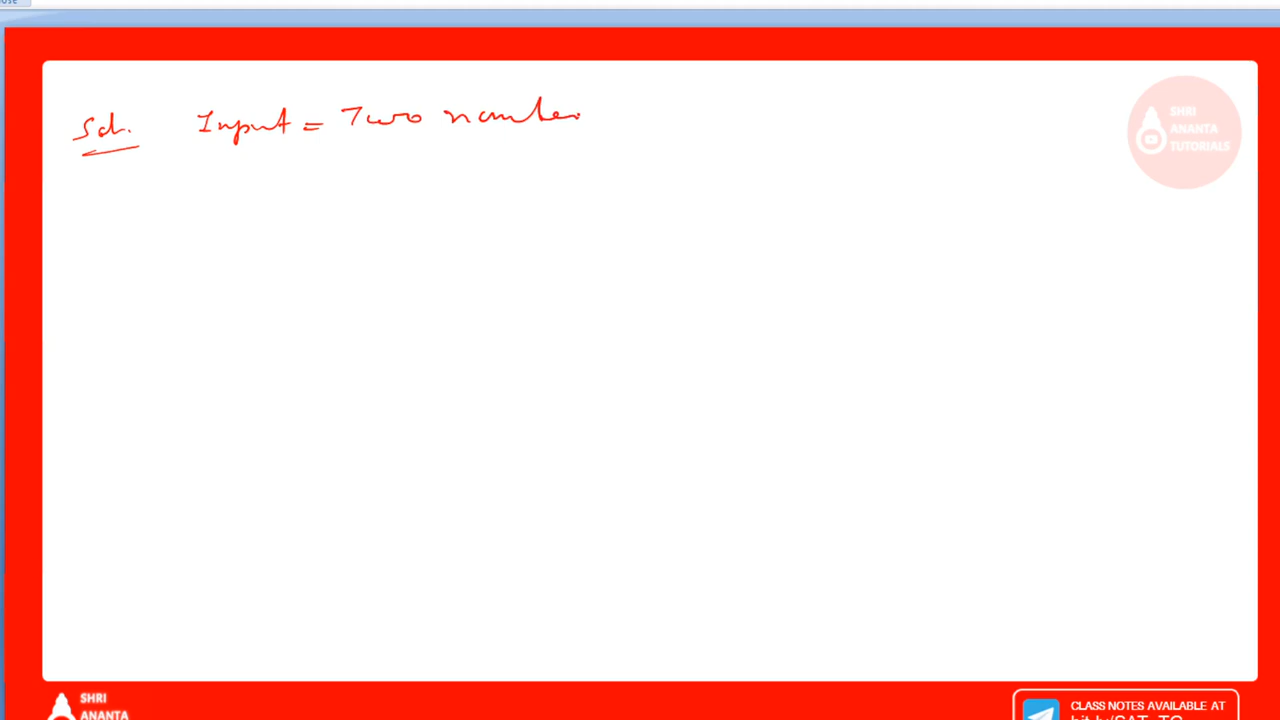 Sol. Input = Two number
SHRI
ANANTA
TUTORIALS
SHRI
ANANTA
CLASS NOTES AVAILABLE AT